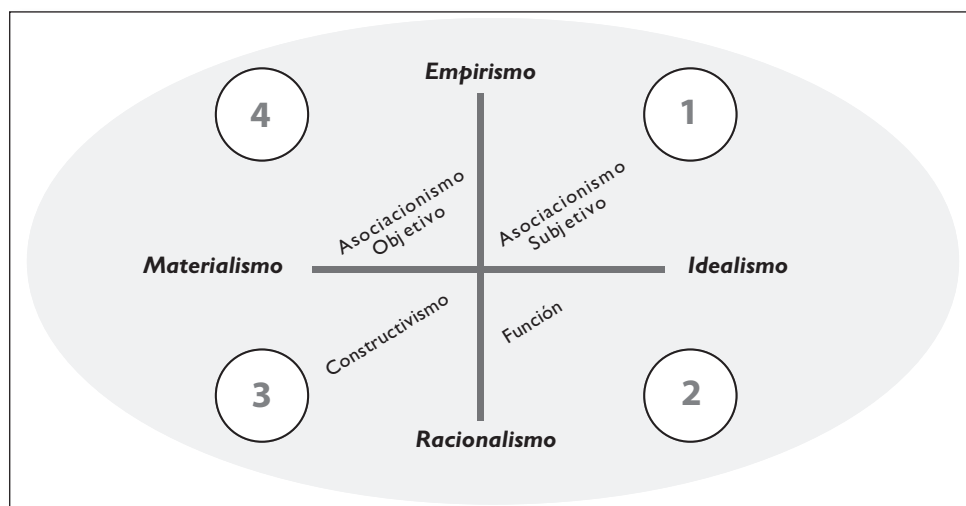 Empirismo
4
1
Asociacionismo
Objetivo
Asociacionismo
Subjetivo
Materialismo
Idealismo
Constructivismo
Función
3
2
Racionalismo